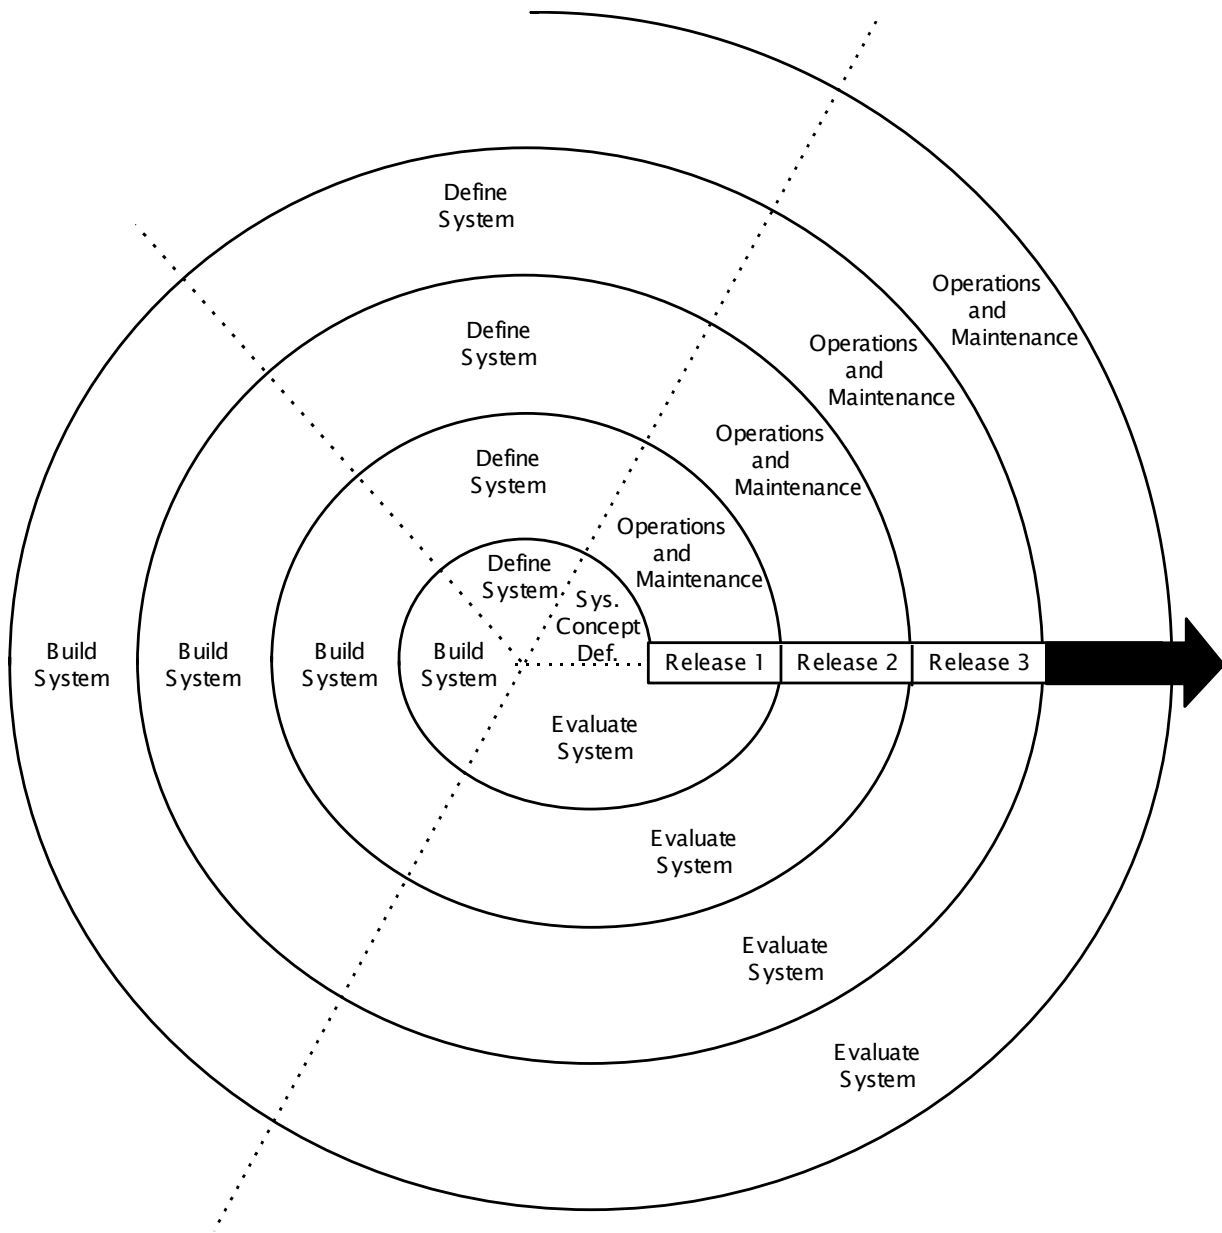 Define
System
Operations
and
Maintenance
Define
System
Operations
and
Maintenance
Operations
and
Maintenance
Define
System
Operations
and
Maintenance
Define
System
Sys.
Concept
Def.
Build
System
Build
System
Build
System
Build
System
Release 1
Release 2
Release 3
Evaluate
System
Evaluate
System
Evaluate
System
Evaluate
System